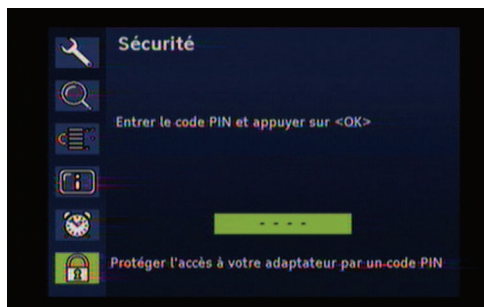 Sécurité
Entrer le code PIN et appuyer sur <OK>
- - - -
Protéger l'accès à votre adaptateur par un code PIN